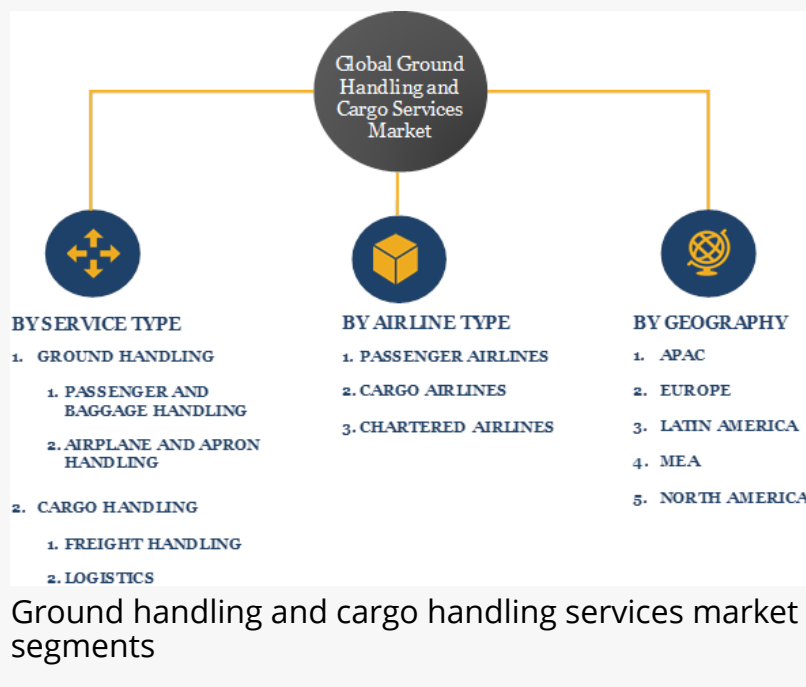 Global Ground
Handling and
Cargo Services
Market
BY SERVICE TYPE
1. GROUND HANDLING
1. PASSENGER AND
BAGGAGE HANDLING
2. AIRPLANE AND APRON
HANDLING
2. CARGO HANDLING
1. FREIGHT HANDLING
2. LOGISTICS
BY AIRLINE TYPE
1. PASSENGER AIRLINES
2. CARGO AIRLINES
3. CHARTERED AIRLINES
BY GEOGRAPHY
1. APAC
2. EUROPE
3. LATIN AMERICA
4. MEA
5. NORTH AMERICA
Ground handling and cargo handling services market
segments